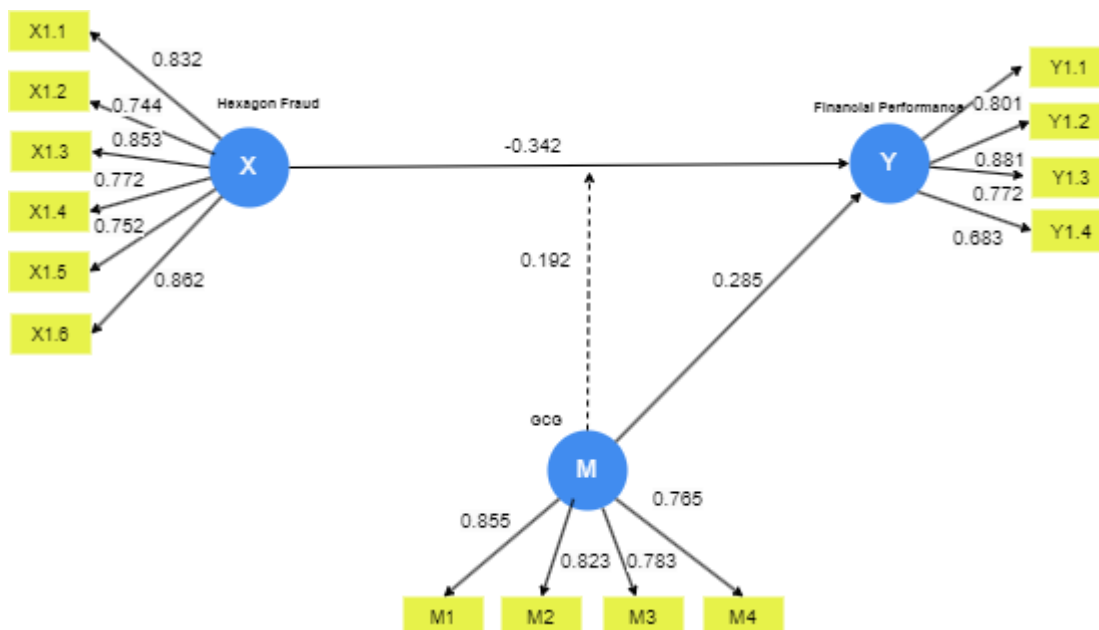 X1.1
0.832
X1.2
0.744
X1.3
0.853
X1.4
0.772
X1.5
0.752
X1.6
0.862
Hexagon Fraud
X
-0.342
Financial Performance
Y
Y1.1
0.801
Y1.2
0.881
Y1.3
0.772
Y1.4
0.683
0.192
0.285
GCG
M
0.855
0.823
0.783
0.765
M1
M2
M3
M4